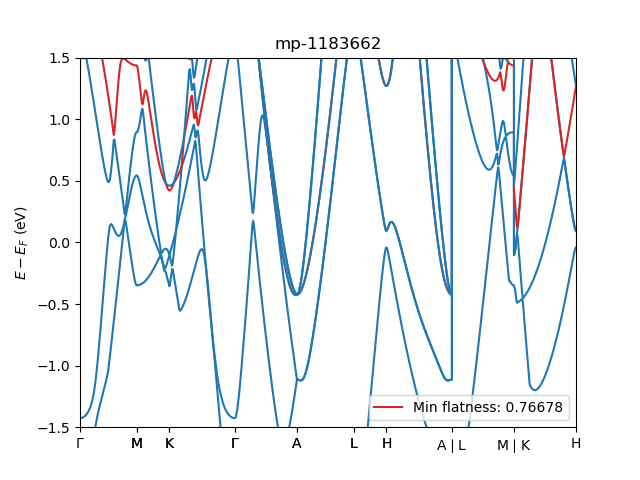 mp-1183662
E − E_F (eV)
1.5
1.0
0.5
0.0
−0.5
−1.0
−1.5
Min flatness: 0.76678
Γ M K Γ A L H A | L M | K H